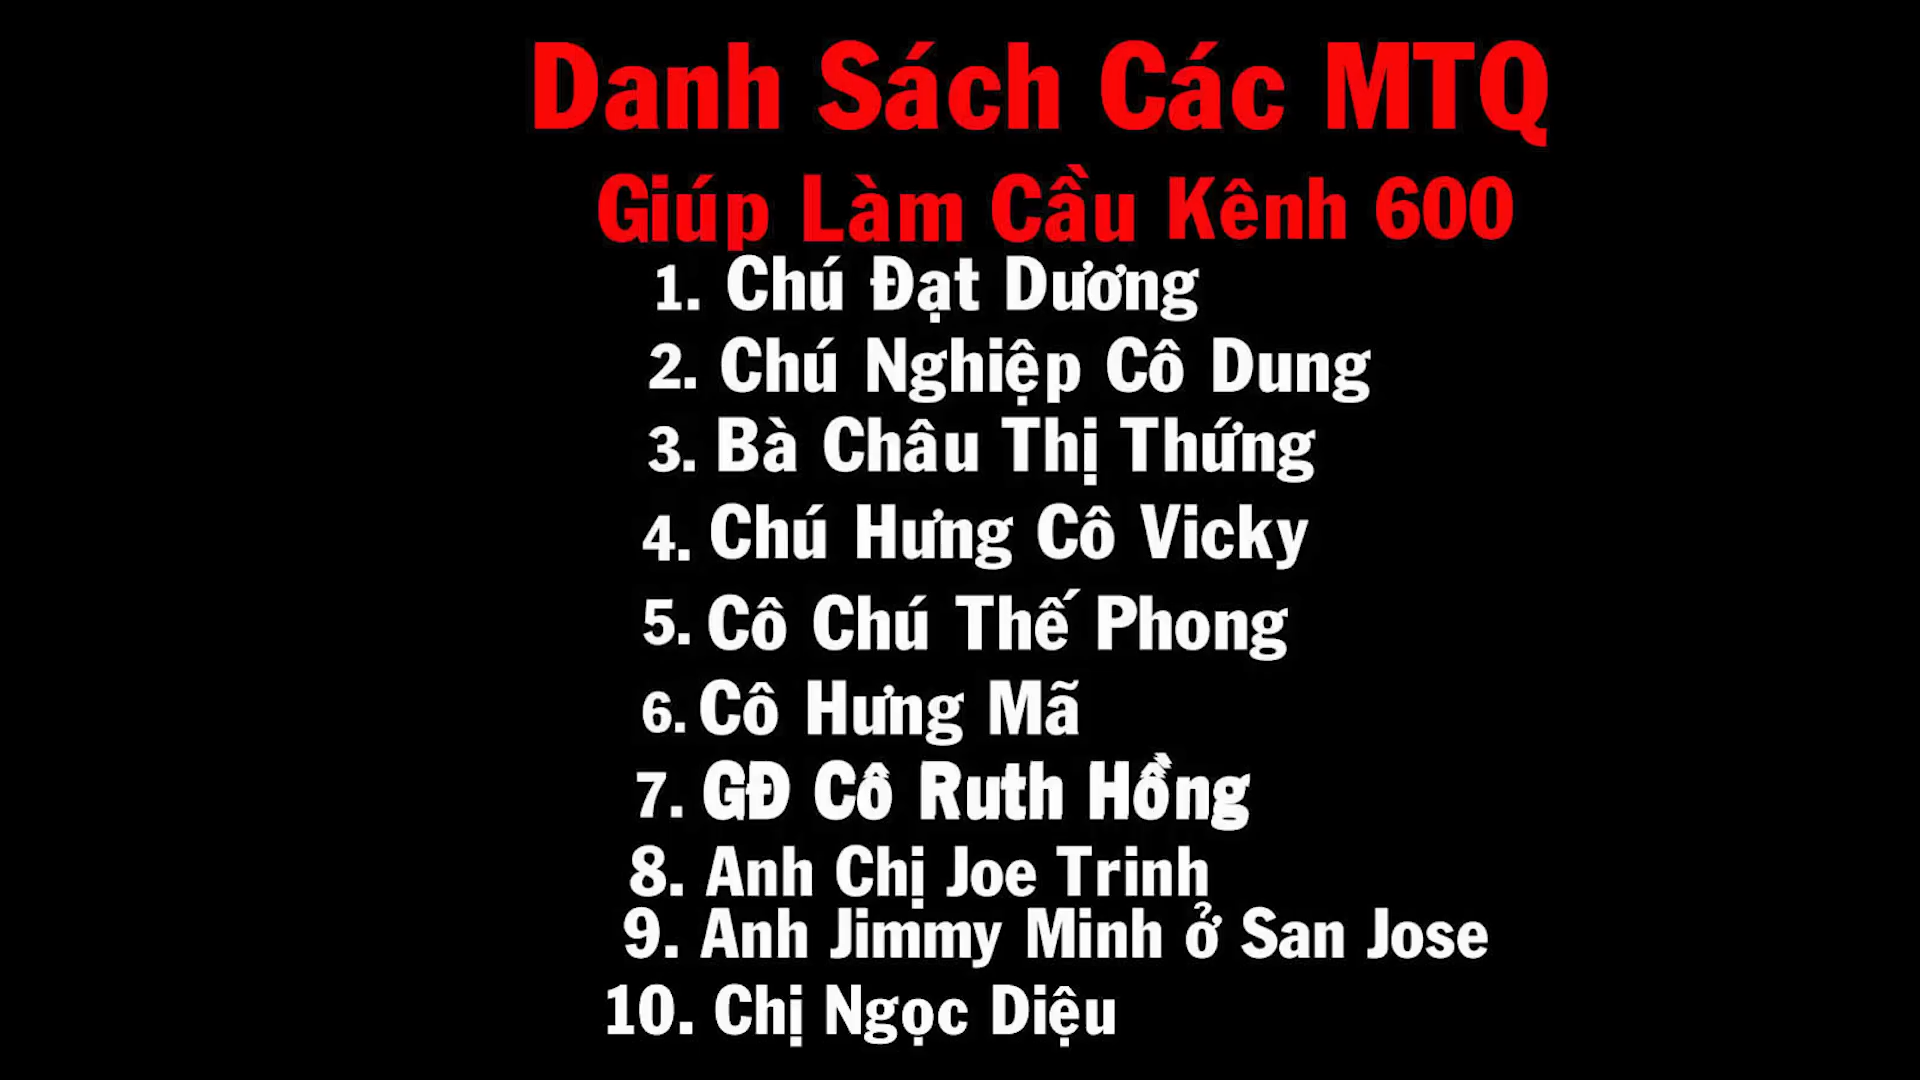 Danh Sách Các MTQ
Giúp Làm Cầu Kênh 600
1. Chú Đạt Dương
2. Chú Nghiệp Cô Dung
3. Bà Châu Thị Thứng
4. Chú Hưng Cô Vicky
5. Cô Chú Thế Phong
6. Cô Hưng Mã
7. GĐ Cô Ruth Hồng
8. Anh Chị Joe Trinh
9. Anh Jimmy Minh ở San Jose
10. Chị Ngọc Diệu